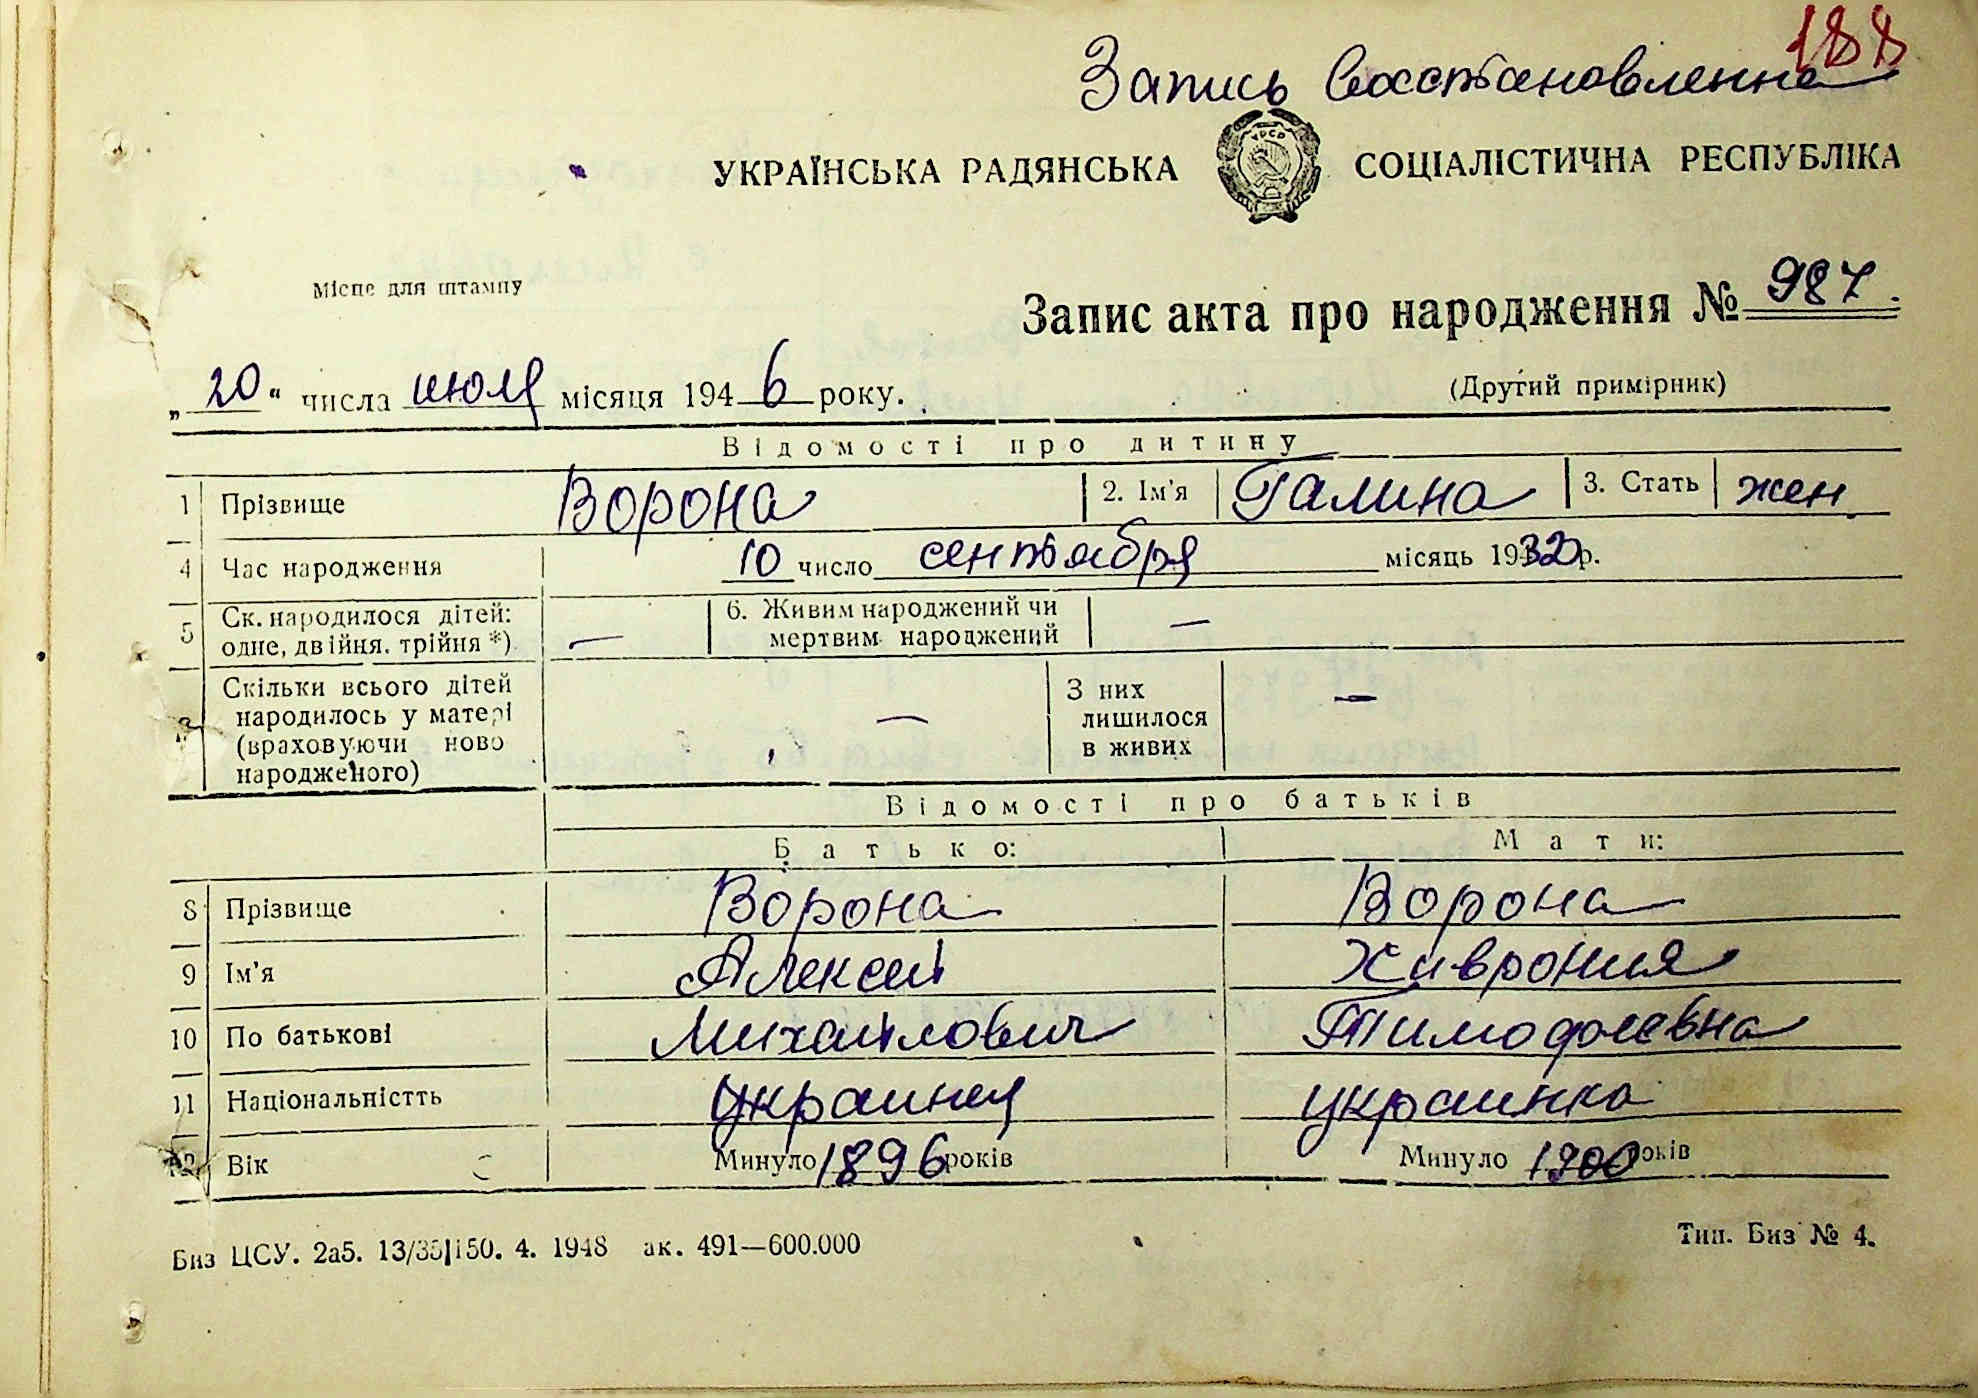 188
Запись восстановленна
УКРАЇНСЬКА РАДЯНСЬКА СОЦІАЛІСТИЧНА РЕСПУБЛІКА
УРСР
Місце для штампу
Запис акта про народження № 987.
„20“ числа июля місяця 1946 року.
(Другий примірник)
Відомості про дитину
1 Прізвище Ворона 2. Ім'я Галина 3. Стать жен.
4 Час народження 10 число сентября місяць 1932 р.
5 Ск. народилося дітей: одне, двійня, трійня *) — 6. Живим народжений чи мертвим народжений —
Скільки всього дітей народилось у матері (враховуючи ново народженого) — З них лишилося в живих —
Відомості про батьків
Батько: Мати:
8 Прізвище Ворона Ворона
9 Ім'я Алексей Хиврония
10 По батькові Михайлович Тимофеевна
11 Національністть украинец украинка
12 Вік Минуло 1896 років Минуло 1900 років
Биз ЦСУ. 2а5. 13/35 150. 4. 1948 ак. 491—600.000
Тип. Биз № 4.